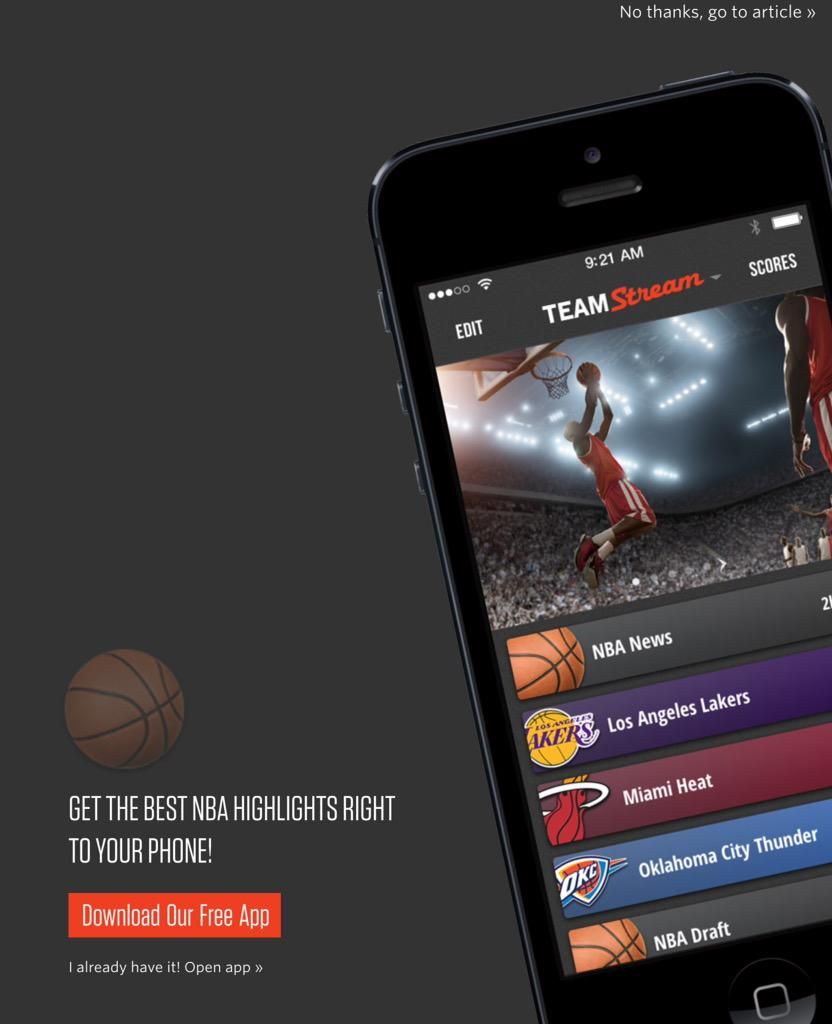 No thanks, go to article »
9:21 AM
EDIT
TEAM Stream
SCORES
NBA News
LOS ANGELES
LAKERS
Los Angeles Lakers
Miami Heat
OKC
Oklahoma City Thunder
NBA Draft
GET THE BEST NBA HIGHLIGHTS RIGHT
TO YOUR PHONE!
Download Our Free App
I already have it! Open app »